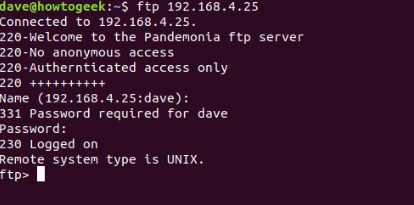 dave@howtogeek:~$ ftp 192.168.4.25
Connected to 192.168.4.25.
220-Welcome to the Pandemonia ftp server
220-No anonymous access
220-Authernticated access only
220 ++++++++++
Name (192.168.4.25:dave):
331 Password required for dave
Password:
230 Logged on
Remote system type is UNIX.
ftp>